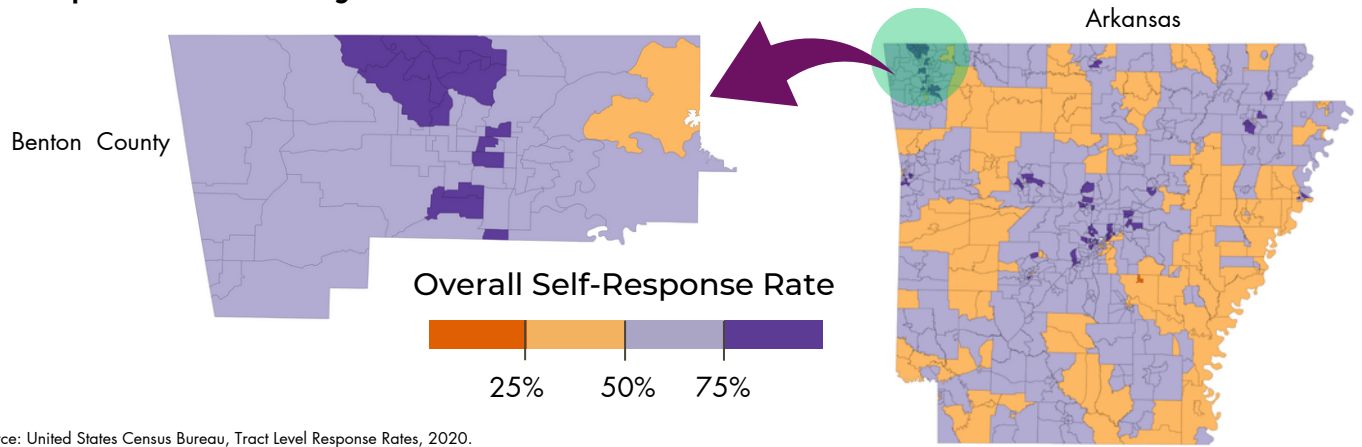 Arkansas
Benton County
Overall Self-Response Rate
25% 50% 75%
United States Census Bureau, Tract Level Response Rates, 2020.